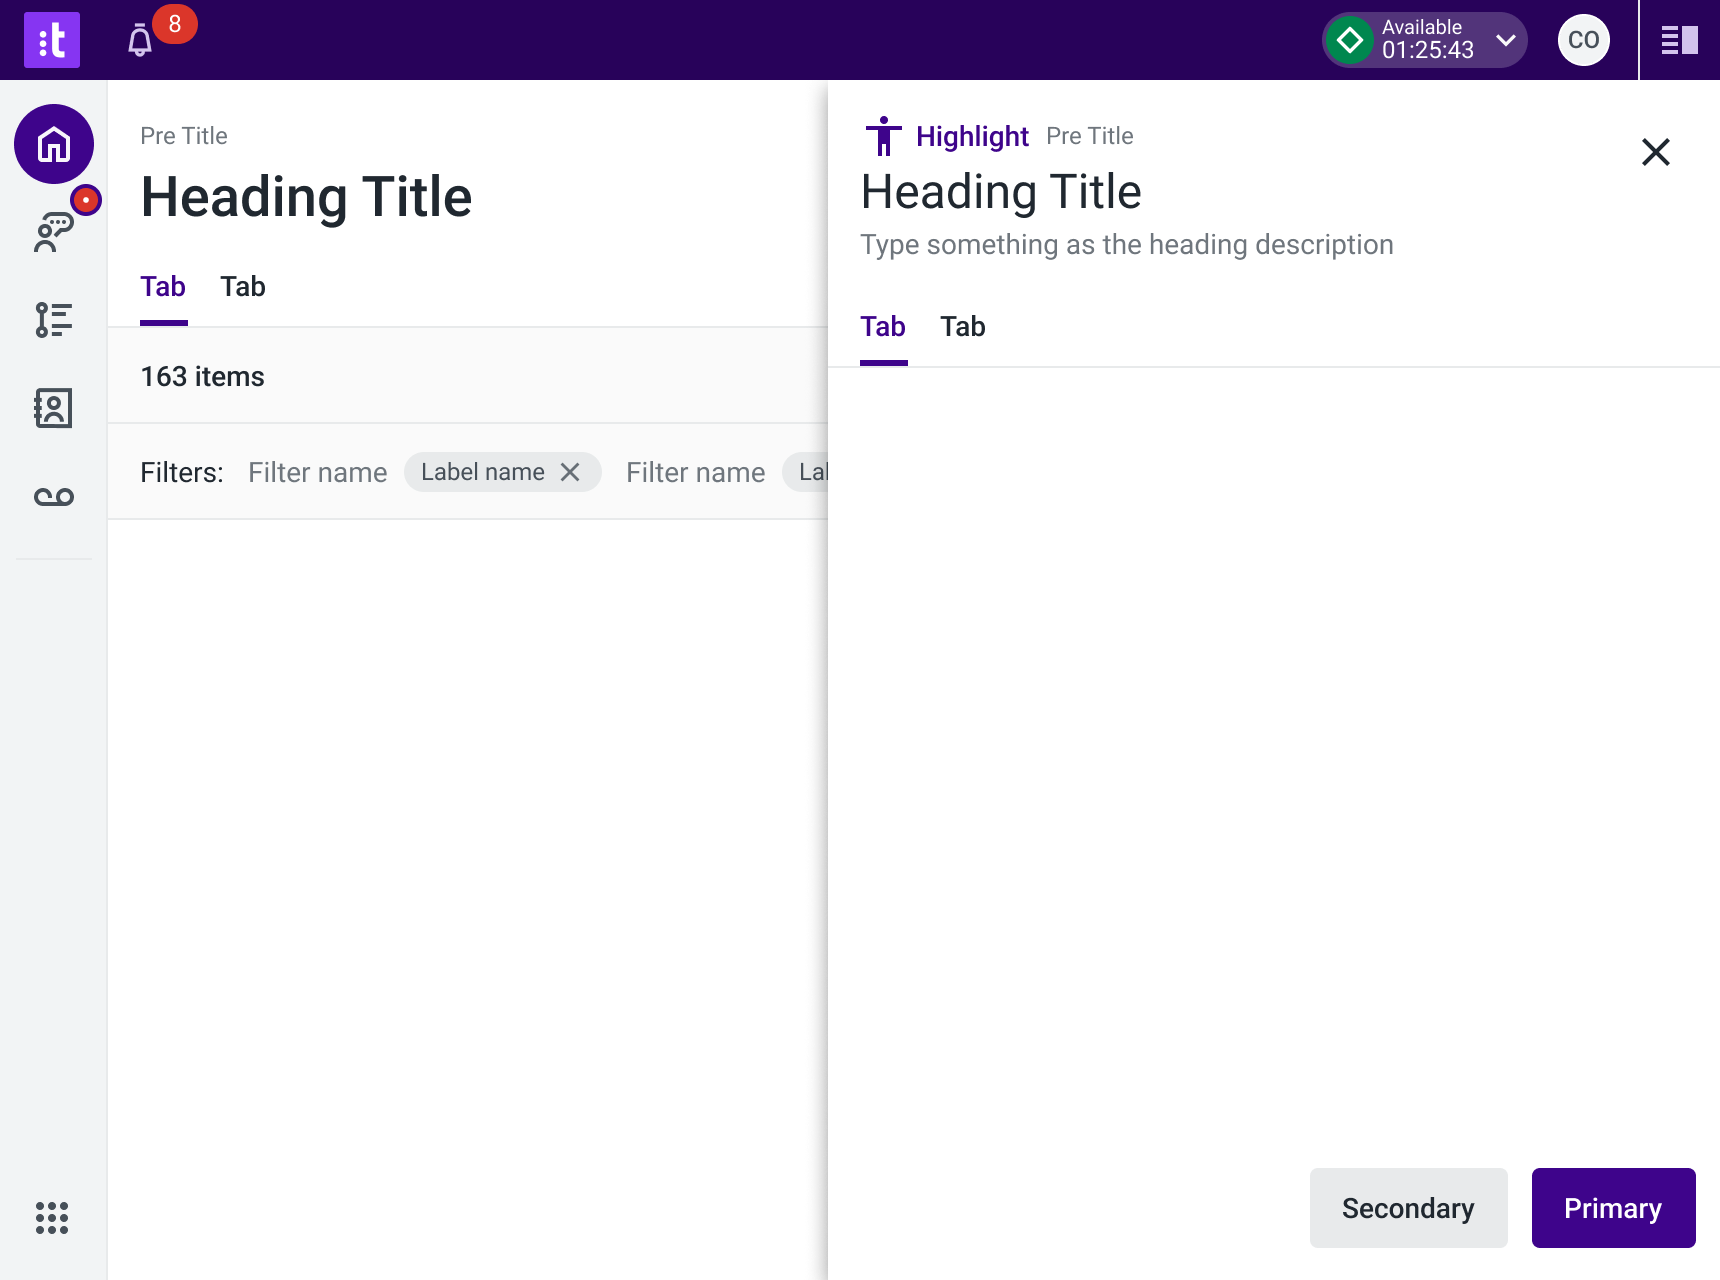 :t
8
Available
01:25:43
CO
Pre Title
Heading Title
Tab Tab
163 items
Filters: Filter name Label name Filter name
Highlight Pre Title
Heading Title
Type something as the heading description
Tab Tab
Secondary Primary